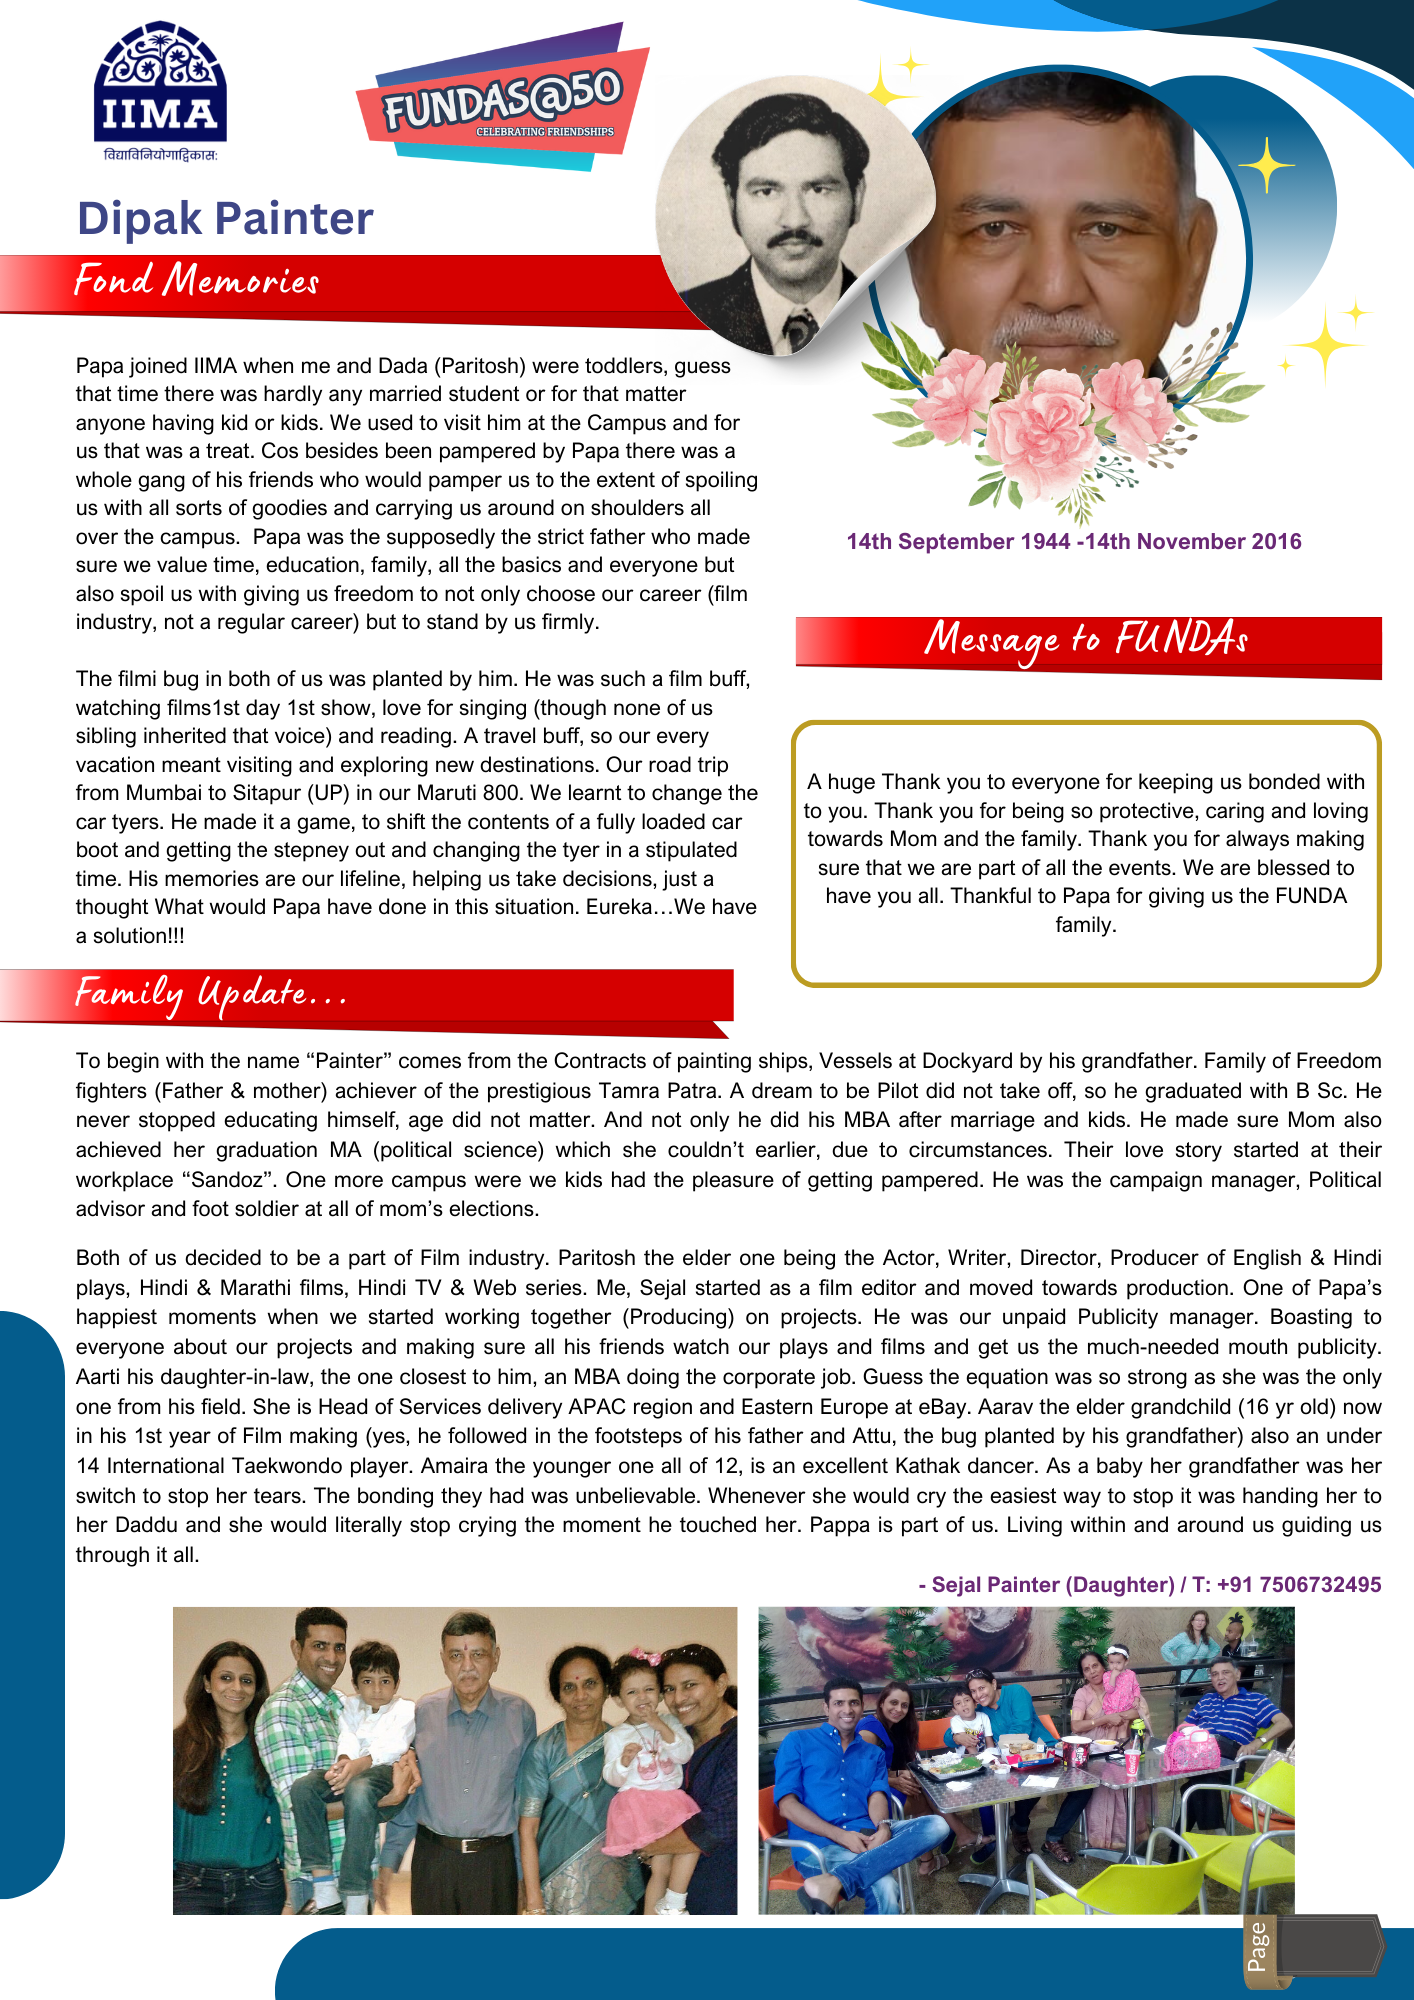 IIMA
विद्याविनियोगाद्विकास:
FUNDAS@50
CELEBRATING FRIENDSHIPS
Dipak Painter
Fond Memories
Papa joined IIMA when me and Dada (Paritosh) were toddlers, guess
that time there was hardly any married student or for that matter
anyone having kid or kids. We used to visit him at the Campus and for
us that was a treat. Cos besides been pampered by Papa there was a
whole gang of his friends who would pamper us to the extent of spoiling
us with all sorts of goodies and carrying us around on shoulders all
over the campus.  Papa was the supposedly the strict father who made
sure we value time, education, family, all the basics and everyone but
also spoil us with giving us freedom to not only choose our career (film
industry, not a regular career) but to stand by us firmly.
The filmi bug in both of us was planted by him. He was such a film buff,
watching films1st day 1st show, love for singing (though none of us
sibling inherited that voice) and reading. A travel buff, so our every
vacation meant visiting and exploring new destinations. Our road trip
from Mumbai to Sitapur (UP) in our Maruti 800. We learnt to change the
car tyers. He made it a game, to shift the contents of a fully loaded car
boot and getting the stepney out and changing the tyer in a stipulated
time. His memories are our lifeline, helping us take decisions, just a
thought What would Papa have done in this situation. Eureka…We have
a solution!!!
14th September 1944 -14th November 2016
Message to FUNDAs
A huge Thank you to everyone for keeping us bonded with
to you. Thank you for being so protective, caring and loving
towards Mom and the family. Thank you for always making
sure that we are part of all the events. We are blessed to
have you all. Thankful to Papa for giving us the FUNDA
family.
Family Update...
To begin with the name “Painter” comes from the Contracts of painting ships, Vessels at Dockyard by his grandfather. Family of Freedom
fighters (Father & mother) achiever of the prestigious Tamra Patra. A dream to be Pilot did not take off, so he graduated with B Sc. He
never stopped educating himself, age did not matter. And not only he did his MBA after marriage and kids. He made sure Mom also
achieved her graduation MA (political science) which she couldn’t earlier, due to circumstances. Their love story started at their
workplace “Sandoz”. One more campus were we kids had the pleasure of getting pampered. He was the campaign manager, Political
advisor and foot soldier at all of mom’s elections.
Both of us decided to be a part of Film industry. Paritosh the elder one being the Actor, Writer, Director, Producer of English & Hindi
plays, Hindi & Marathi films, Hindi TV & Web series. Me, Sejal started as a film editor and moved towards production. One of Papa’s
happiest moments when we started working together (Producing) on projects. He was our unpaid Publicity manager. Boasting to
everyone about our projects and making sure all his friends watch our plays and films and get us the much-needed mouth publicity.
Aarti his daughter-in-law, the one closest to him, an MBA doing the corporate job. Guess the equation was so strong as she was the only
one from his field. She is Head of Services delivery APAC region and Eastern Europe at eBay. Aarav the elder grandchild (16 yr old) now
in his 1st year of Film making (yes, he followed in the footsteps of his father and Attu, the bug planted by his grandfather) also an under
14 International Taekwondo player. Amaira the younger one all of 12, is an excellent Kathak dancer. As a baby her grandfather was her
switch to stop her tears. The bonding they had was unbelievable. Whenever she would cry the easiest way to stop it was handing her to
her Daddu and she would literally stop crying the moment he touched her. Pappa is part of us. Living within and around us guiding us
through it all.
- Sejal Painter (Daughter) / T: +91 7506732495
Page